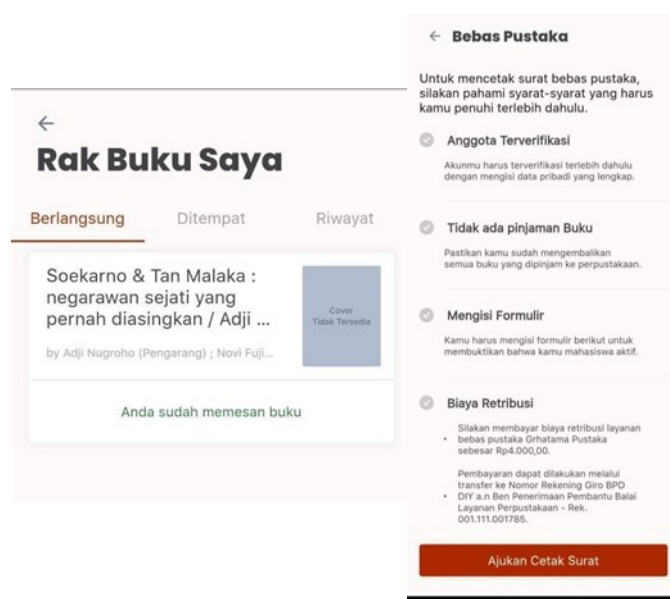 Rak Buku Saya
Berlangsung
Ditempat
Riwayat
Soekarno & Tan Malaka :
negarawan sejati yang
pernah diasingkan / Adji ...
by Adji Nugroho (Pengarang) ; Novi Fuji...
Cover
Tidak Tersedia
Anda sudah memesan buku
Bebas Pustaka
Untuk mencetak surat bebas pustaka,
silakan pahami syarat-syarat yang harus
kamu penuhi terlebih dahulu.
Anggota Terverifikasi
Akunmu harus terverifikasi terlebih dahulu
dengan mengisi data pribadi yang lengkap.
Tidak ada pinjaman Buku
Pastikan kamu sudah mengembalikan
semua buku yang dipinjam ke perpustakaan.
Mengisi Formulir
Kamu harus mengisi formulir berikut untuk
membuktikan bahwa kamu mahasiswa aktif.
Biaya Retribusi
Silakan membayar biaya retribusi layanan
• bebas pustaka Grhatama Pustaka
sebesar Rp4.000,00.
Pembayaran dapat dilakukan melalui
transfer ke Nomor Rekening Giro BPD
• DIY a.n Ben Penerimaan Pembantu Balai
Layanan Perpustakaan - Rek.
001.111.001785.
Ajukan Cetak Surat